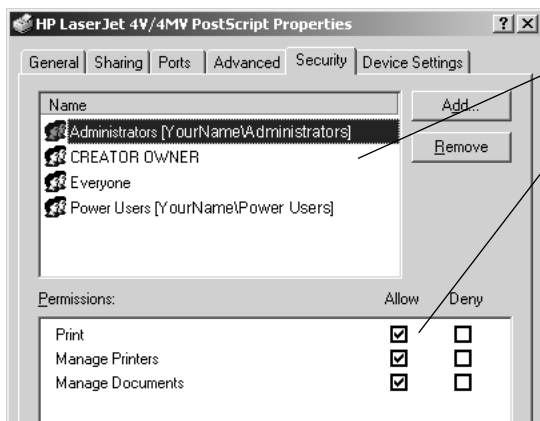 HP LaserJet 4V/4MV PostScript Properties
General Sharing Ports Advanced Security Device Settings
Name
Add...
Administrators [YourName\Administrators]
CREATOR OWNER
Remove
Everyone
Power Users [YourName\Power Users]
Permissions: Allow Deny
Print
Manage Printers
Manage Documents